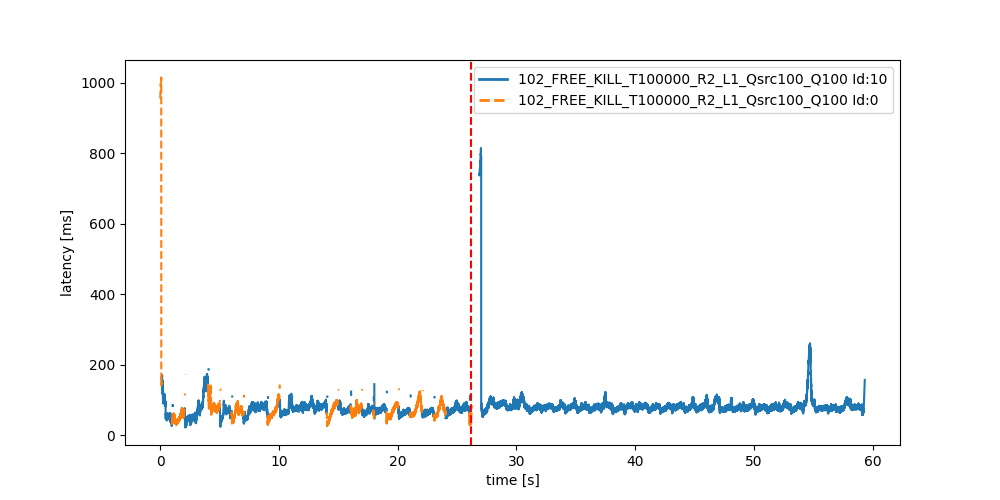 102_FREE_KILL_T100000_R2_L1_Qsrc100_Q100 Id:10
102_FREE_KILL_T100000_R2_L1_Qsrc100_Q100 Id:0
1000
800
600
400
200
0
latency [ms]
0 10 20 30 40 50 60
time [s]